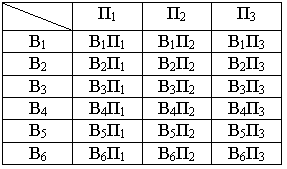 П₁ П₂ П₃
В₁ В₁П₁ В₁П₂ В₁П₃
В₂ В₂П₁ В₂П₂ В₂П₃
В₃ В₃П₁ В₃П₂ В₃П₃
В₄ В₄П₁ В₄П₂ В₄П₃
В₅ В₅П₁ В₅П₂ В₅П₃
В₆ В₆П₁ В₆П₂ В₆П₃